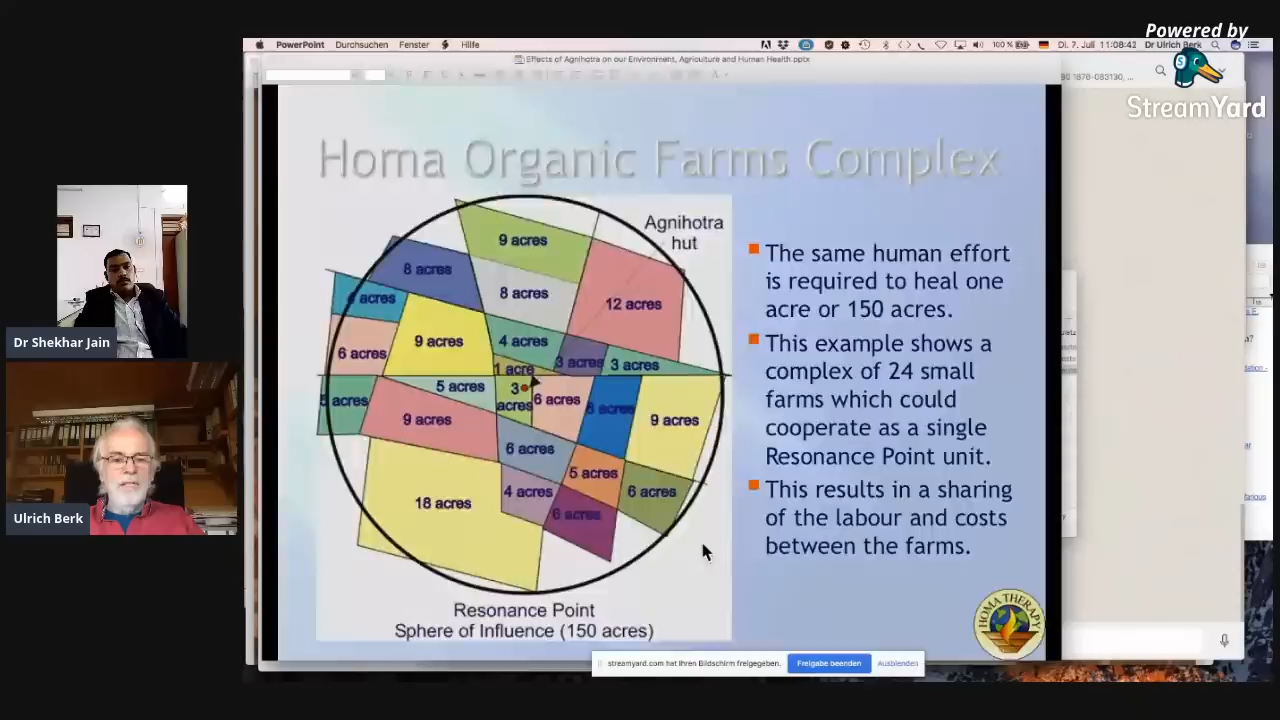 Powered by
StreamYard
PowerPoint Durchsuchen Fenster Hilfe
100 % Di. 7. Juli 11:08:42 Dr Ulrich Berk
Effects of Agnihotra on our Environment, Agriculture and Human Health.pptx
Homa Organic Farms Complex
Agnihotra
hut
9 acres
8 acres
8 acres
12 acres
acres
9 acres
4 acres
6 acres
3 acres
3 acres
1 acre
5 acres
3
acres
6 acres
acres
acres
9 acres
9 acres
6 acres
5 acres
4 acres
6 acres
18 acres
6 acres
Resonance Point
Sphere of Influence (150 acres)
The same human effort
is required to heal one
acre or 150 acres.
This example shows a
complex of 24 small
farms which could
cooperate as a single
Resonance Point unit.
This results in a sharing
of the labour and costs
between the farms.
HOMA THERAPY
Dr Shekhar Jain
Ulrich Berk
streamyard.com hat Ihren Bildschirm freigegeben.
Freigabe beenden
Ausblenden